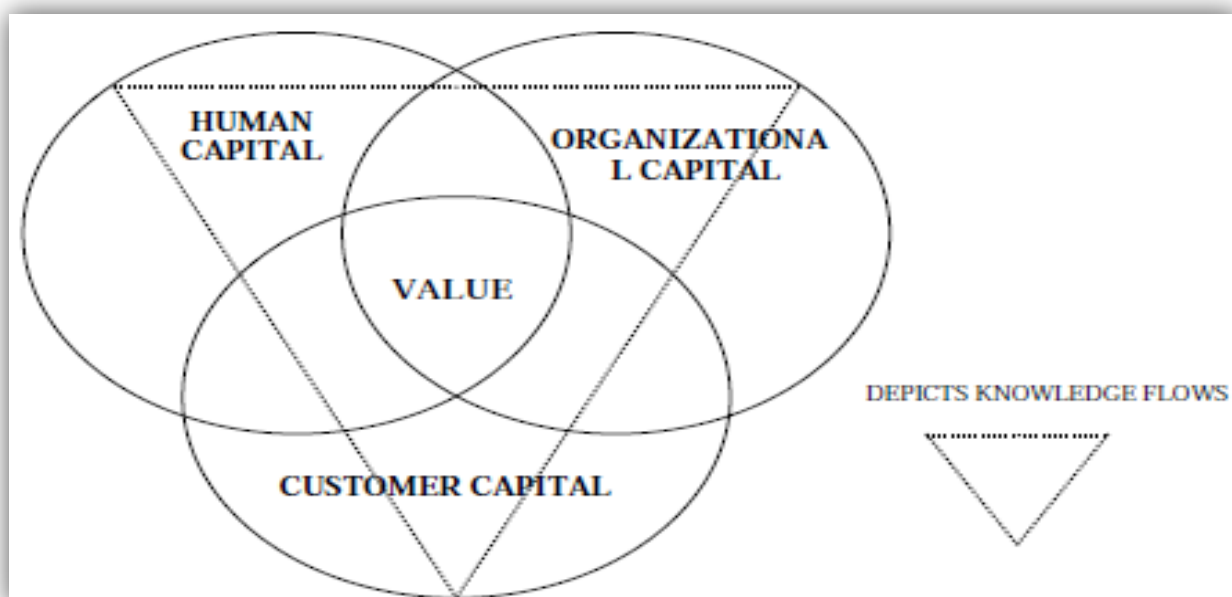 HUMAN
CAPITAL
ORGANIZATIONA
L CAPITAL
VALUE
DEPICTS KNOWLEDGE FLOWS
CUSTOMER CAPITAL